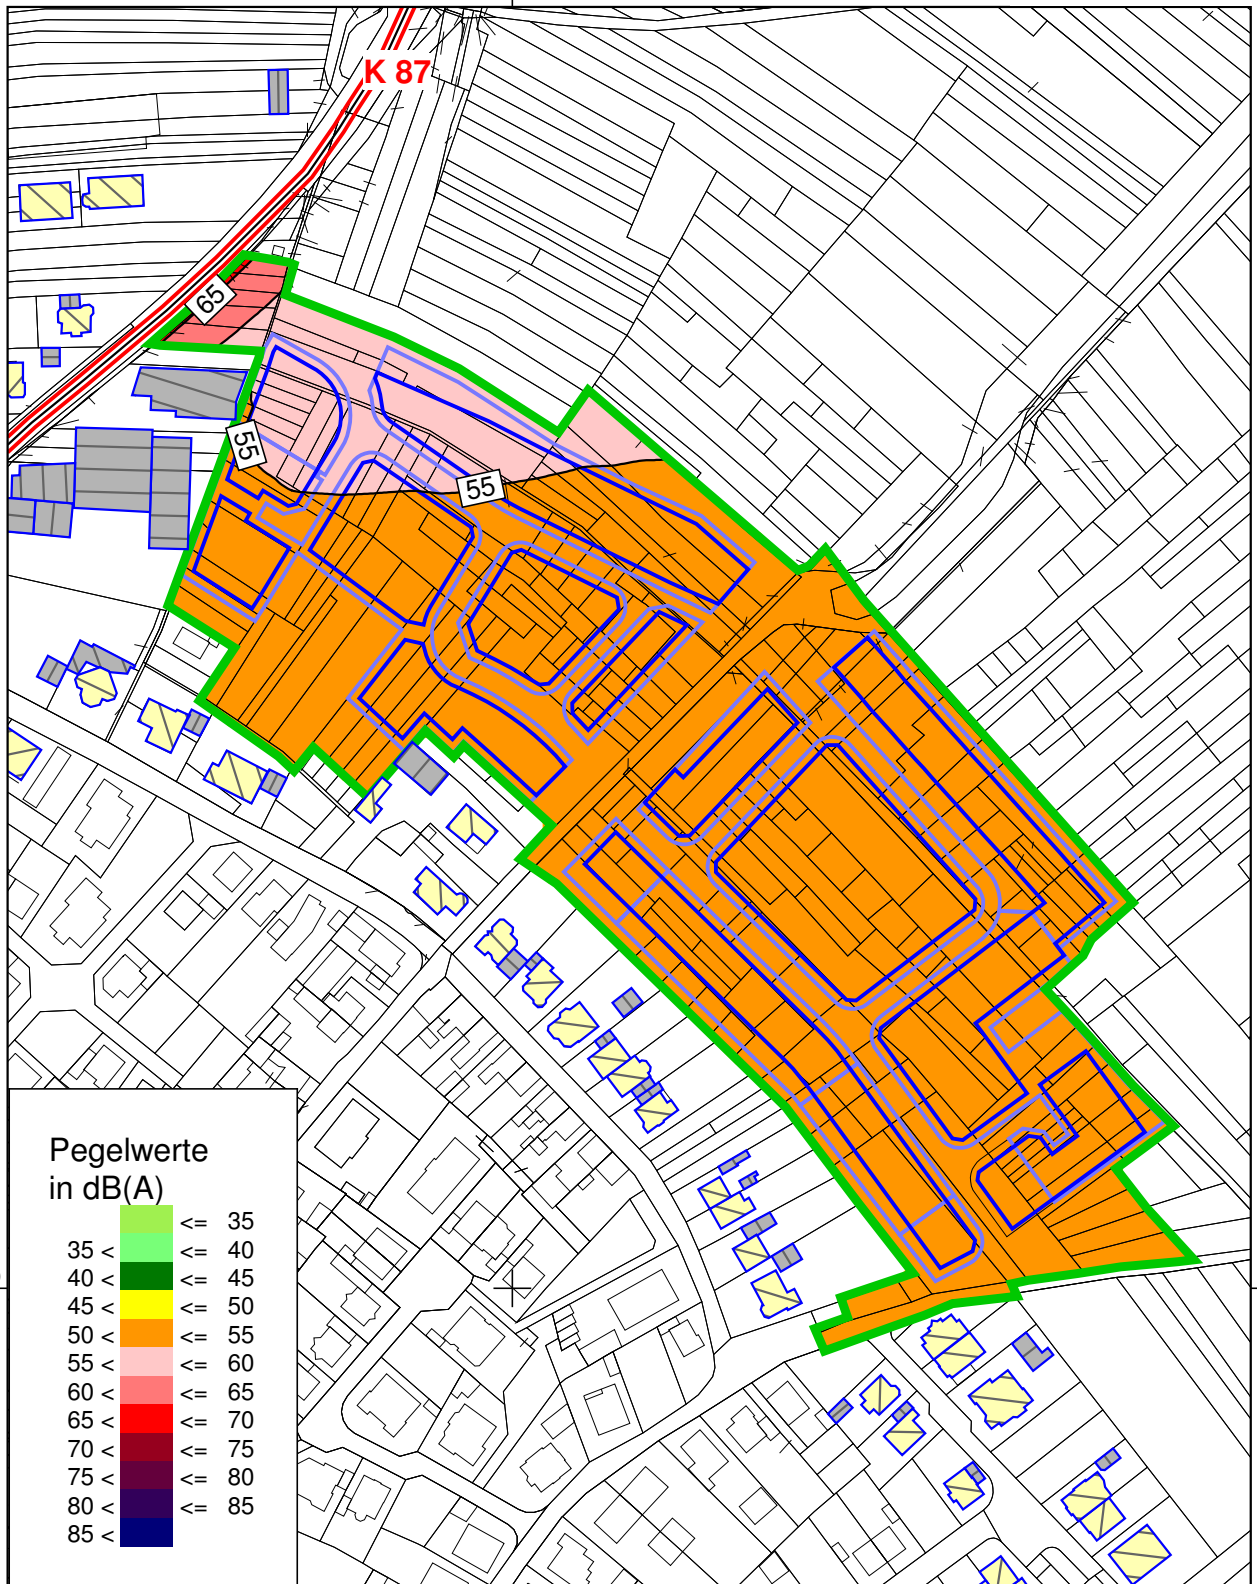 K 87
65
55
55
Pegelwerte
in dB(A)
<= 35
35 < <= 40
40 < <= 45
45 < <= 50
50 < <= 55
55 < <= 60
60 < <= 65
65 < <= 70
70 < <= 75
75 < <= 80
80 < <= 85
85 <